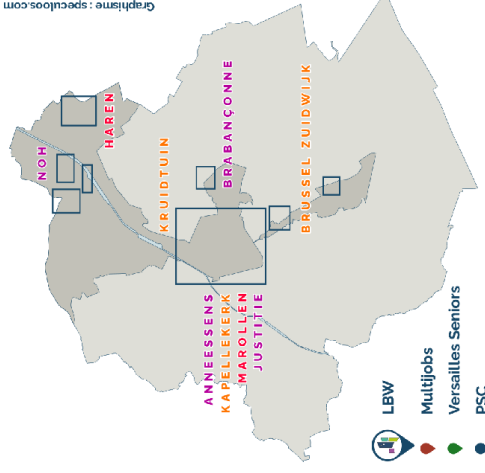 Graphisme : speculoos.com
NOH
HAREN
KRUIDTUIN
BRABANÇONNE
BRUSSEL ZUIDWIJK
ANNEESSENS
KAPELLEKERK
MAROLLEN
JUSTITIE
LBW
Multijobs
Versailles Seniors
PSC